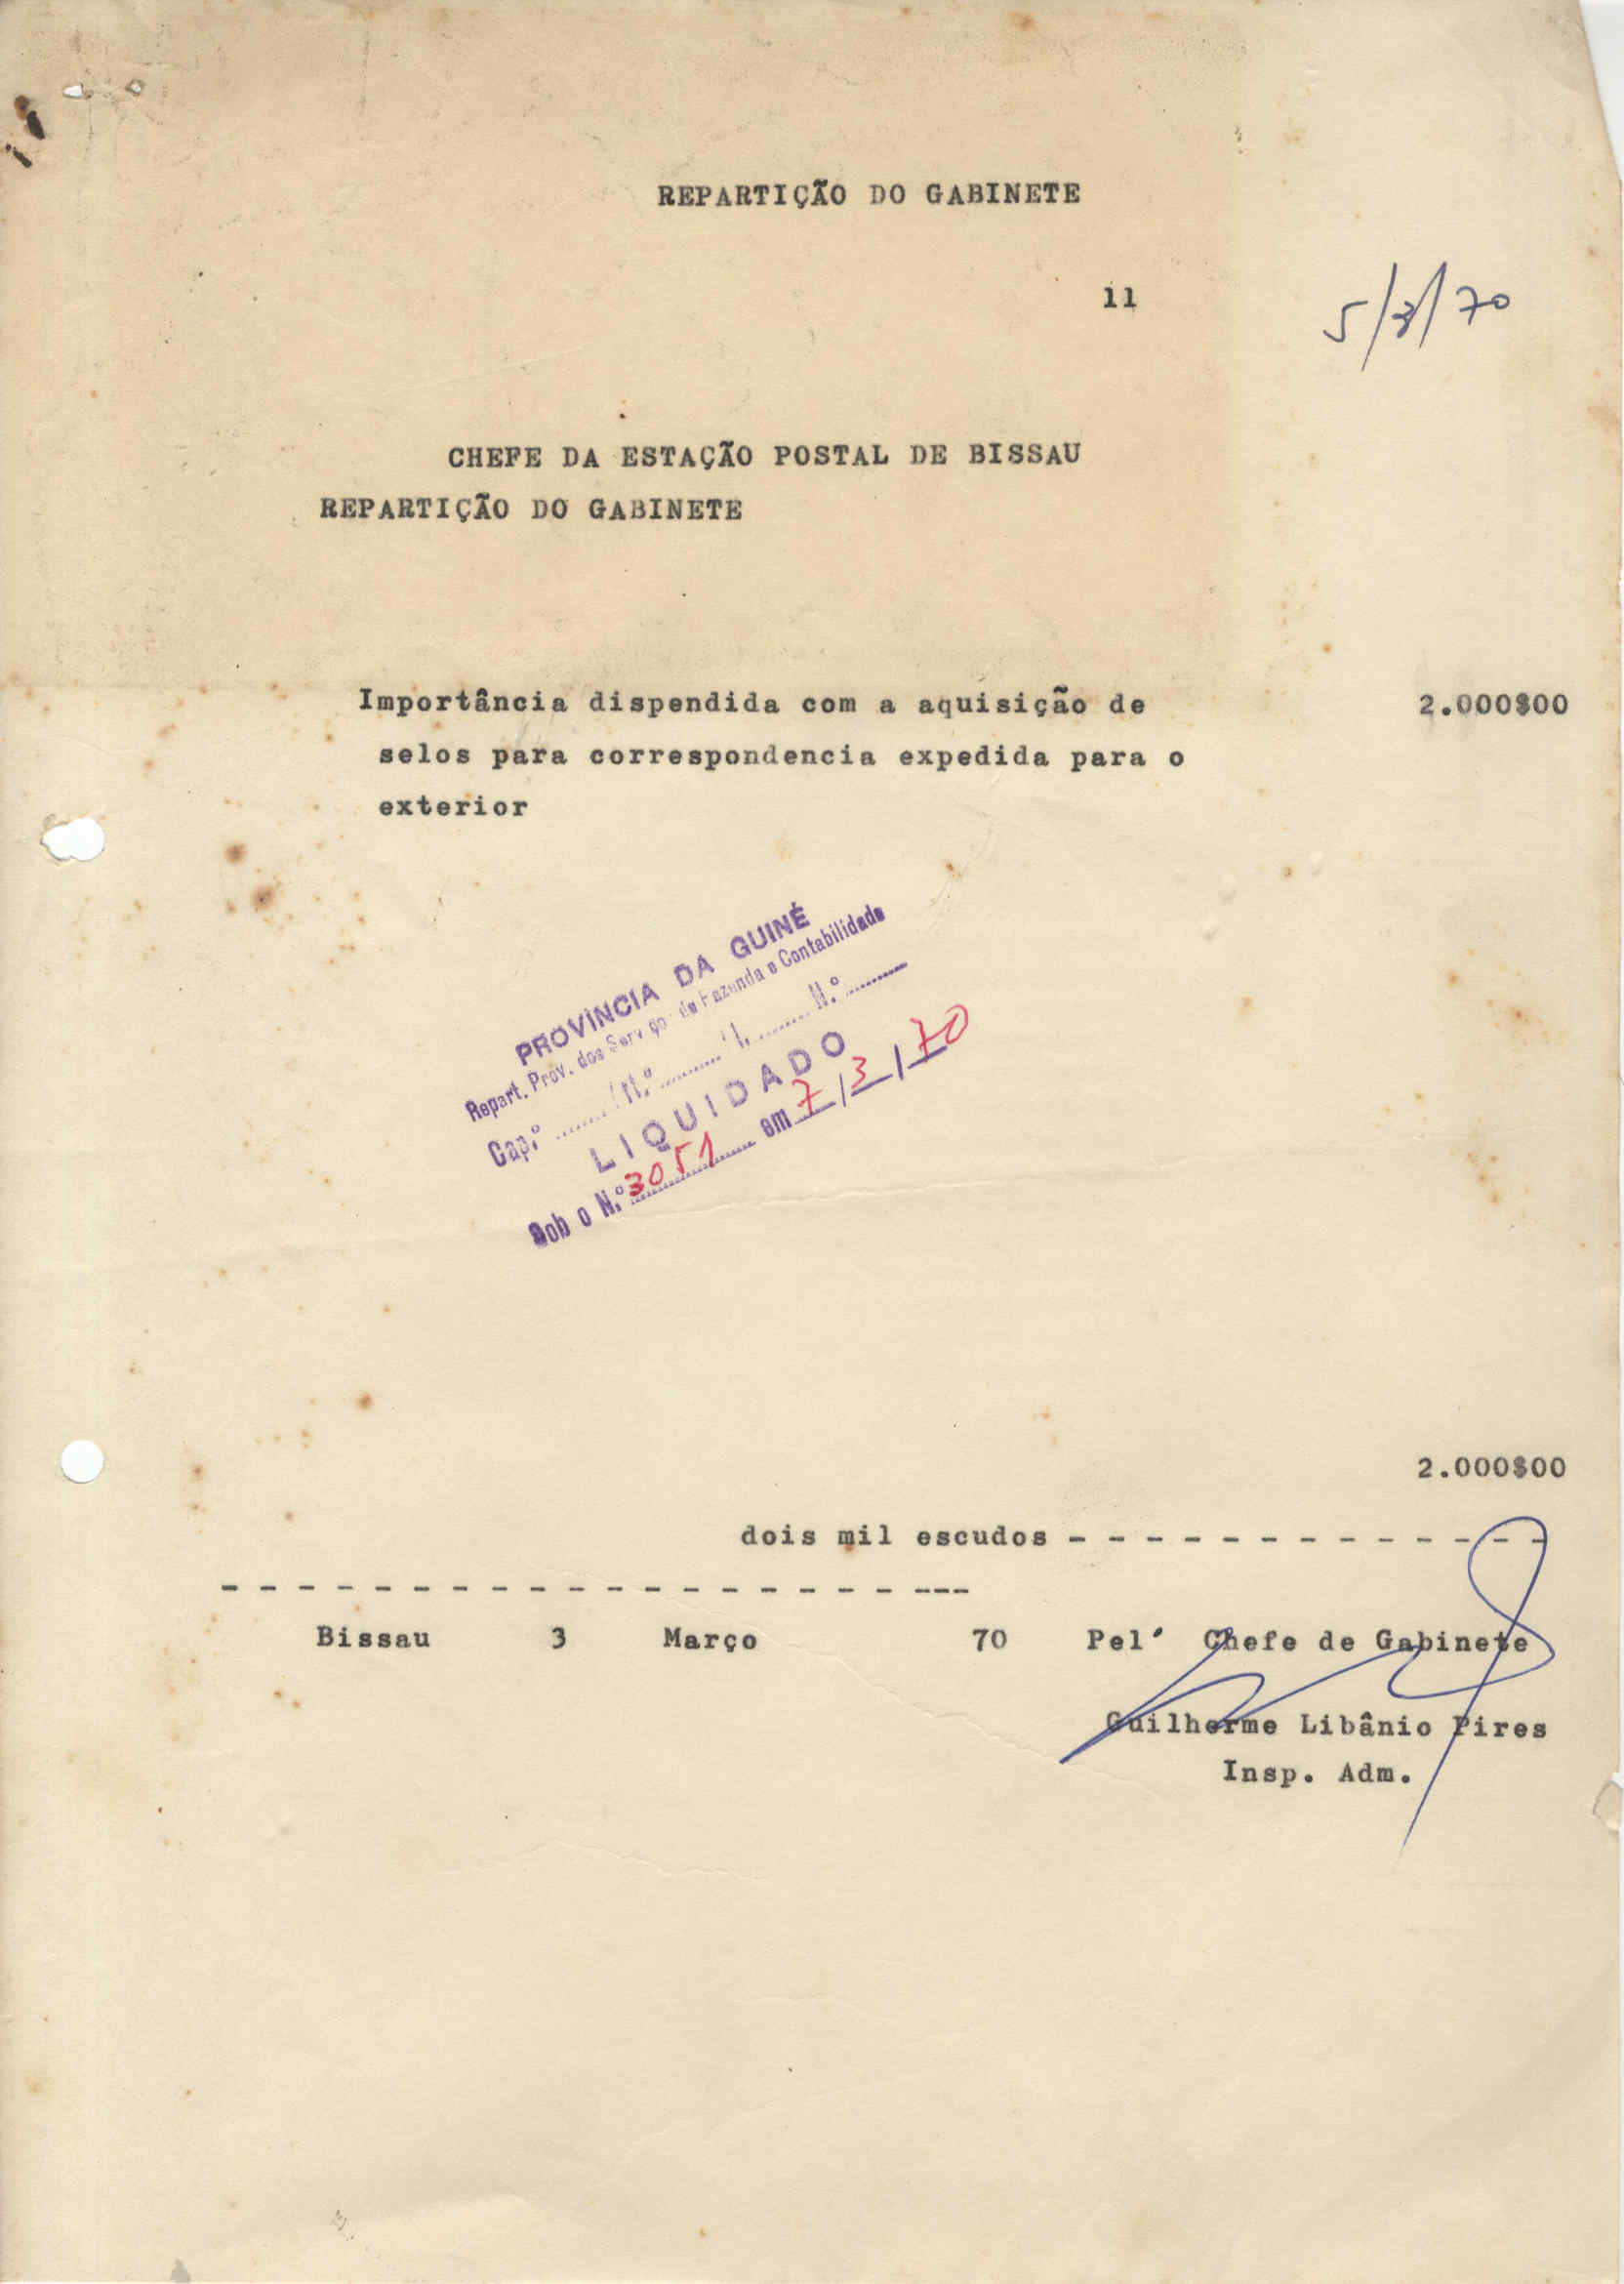 REPARTIÇÃO DO GABINETE
11
5/3/70
CHEFE DA ESTAÇÃO POSTAL DE BISSAU
REPARTIÇÃO DO GABINETE
Importância dispendida com a aquisição de 2.000$00
selos para correspondencia expedida para o
exterior
PROVÍNCIA DA GUINÉ
Repart. Prov. dos Serviços de Fazenda e Contabilidade
Cap.º ........ N.º ........ N.º ........
LIQUIDADO
Sob o N.º 3051 em 7/3/70
2.000$00
dois mil escudos - - - - - - - - - - - - -
- - - - - - - - - - - - - - - - - - ---
Bissau 3 Março 70 Pel' Chefe de Gabinete
Guilherme Libânio Pires
Insp. Adm.